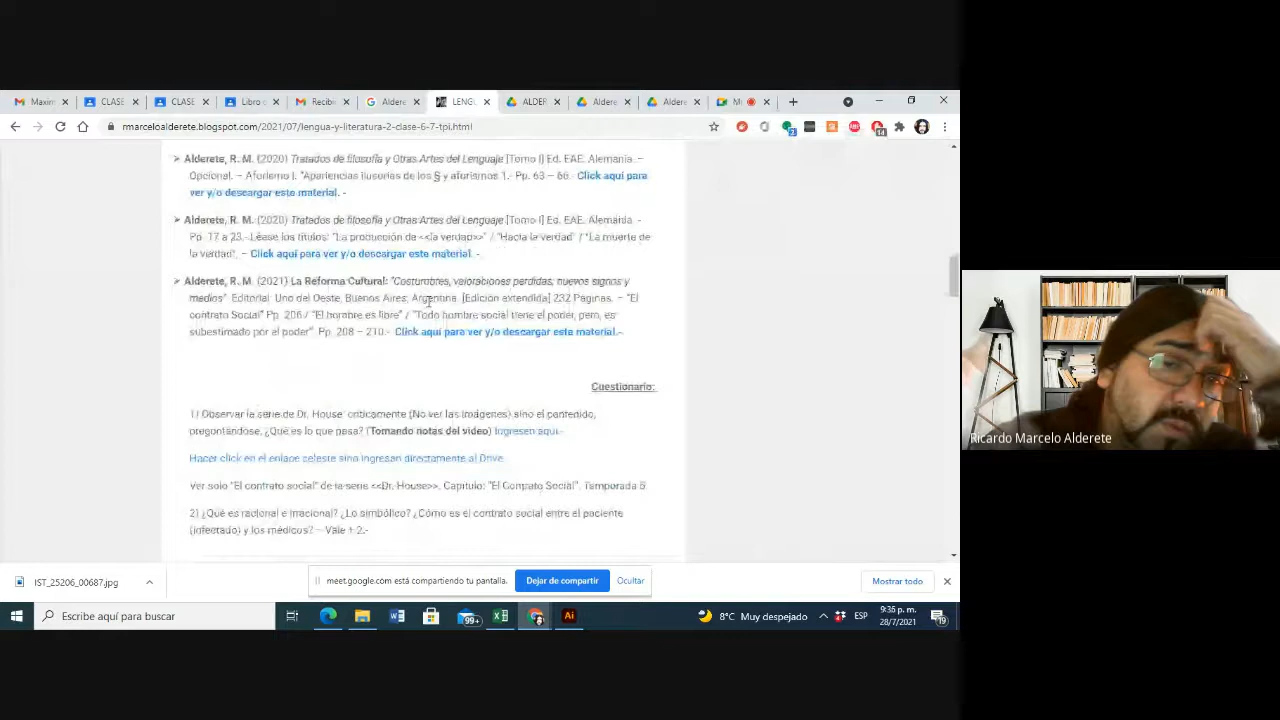 Maxim
CLASE
CLASE
Libro c
Recibi
Aldere
LENGU
ALDER
Aldere
Aldere
M
marceloalderete.blogspot.com/2021/07/lengua-y-literatura-2-clase-6-7-tpi.html
➢ Alderete, R. M. (2020) Tratados de filosofía y Otras Artes del Lenguaje [Tomo I] Ed. EAE. Alemania. –
Opcional. – Aforismo I. "Apariencias ilusorias de los § y aforismos 1.- Pp. 63 – 66.- Click aquí para
ver y/o descargar este material. -
➢ Alderete, R. M. (2020) Tratados de filosofía y Otras Artes del Lenguaje [Tomo I] Ed. EAE. Alemania. -
Pp. 17 a 23.- Léase los títulos: "La producción de <<la verdad>>" / "Hacia la verdad" / "La muerte de
la verdad". – Click aquí para ver y/o descargar este material. -.
➢ Alderete, R. M. (2021) La Reforma Cultural: "Costumbres, valoraciones perdidas, nuevos signos y
medios". Editorial: Uno del Oeste, Buenos Aires; Argentina. [Edición extendida] 232 Páginas. – "El
contrato Social" Pp. 206 / "El hombre es libre" / "Todo hombre social tiene el poder, pero, es
subestimado por el poder". Pp. 208 – 210.- Click aquí para ver y/o descargar este material.-.
Cuestionario:
1) Observar la serie de Dr. House críticamente (No ver las imágenes) sino el contenido,
preguntándose, ¿Qué es lo que pasa? (Tomando notas del video) Ingresen aquí.-
Hacer click en el enlace celeste sino ingresan directamente al Drive.
Ver solo "El contrato social" de la serie <<Dr. House>>. Capítulo: "El Contrato Social". Temporada 5
2) ¿Qué es racional e irracional? ¿Lo simbólico? ¿Cómo es el contrato social entre el paciente
(infectado) y los médicos? – Vale + 2.-
Ricardo Marcelo Alderete
IST_25206_00687.jpg
meet.google.com está compartiendo tu pantalla.
Dejar de compartir
Ocultar
Mostrar todo
Escribe aquí para buscar
99+
8°C Muy despejado
ESP
9:36 p. m.
28/7/2021
19